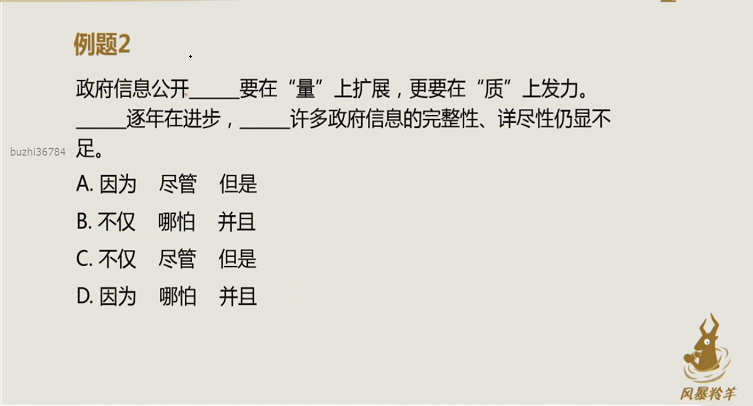 例题2
政府信息公开_____要在“量”上扩展，更要在“质”上发力。
_____逐年在进步，_____许多政府信息的完整性、详尽性仍显不
buzhi36784
足。
A. 因为 尽管 但是
B. 不仅 哪怕 并且
C. 不仅 尽管 但是
D. 因为 哪怕 并且
风暴羚羊